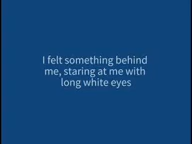 I felt something behind
me, staring at me with
long white eyes